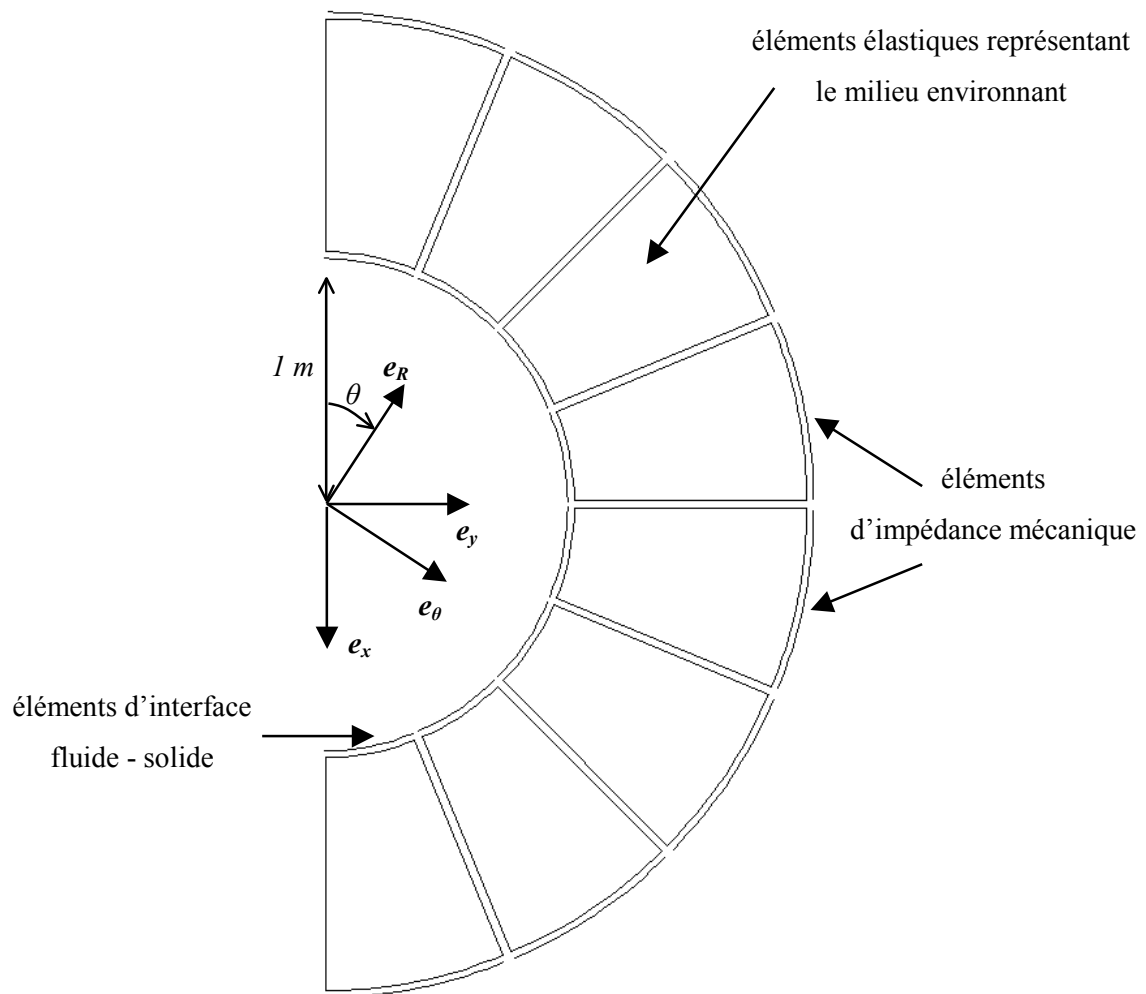 éléments élastiques représentant
le milieu environnant
1 m
e_R
θ
e_y
e_θ
e_x
éléments
d'impédance mécanique
éléments d'interface
fluide - solide